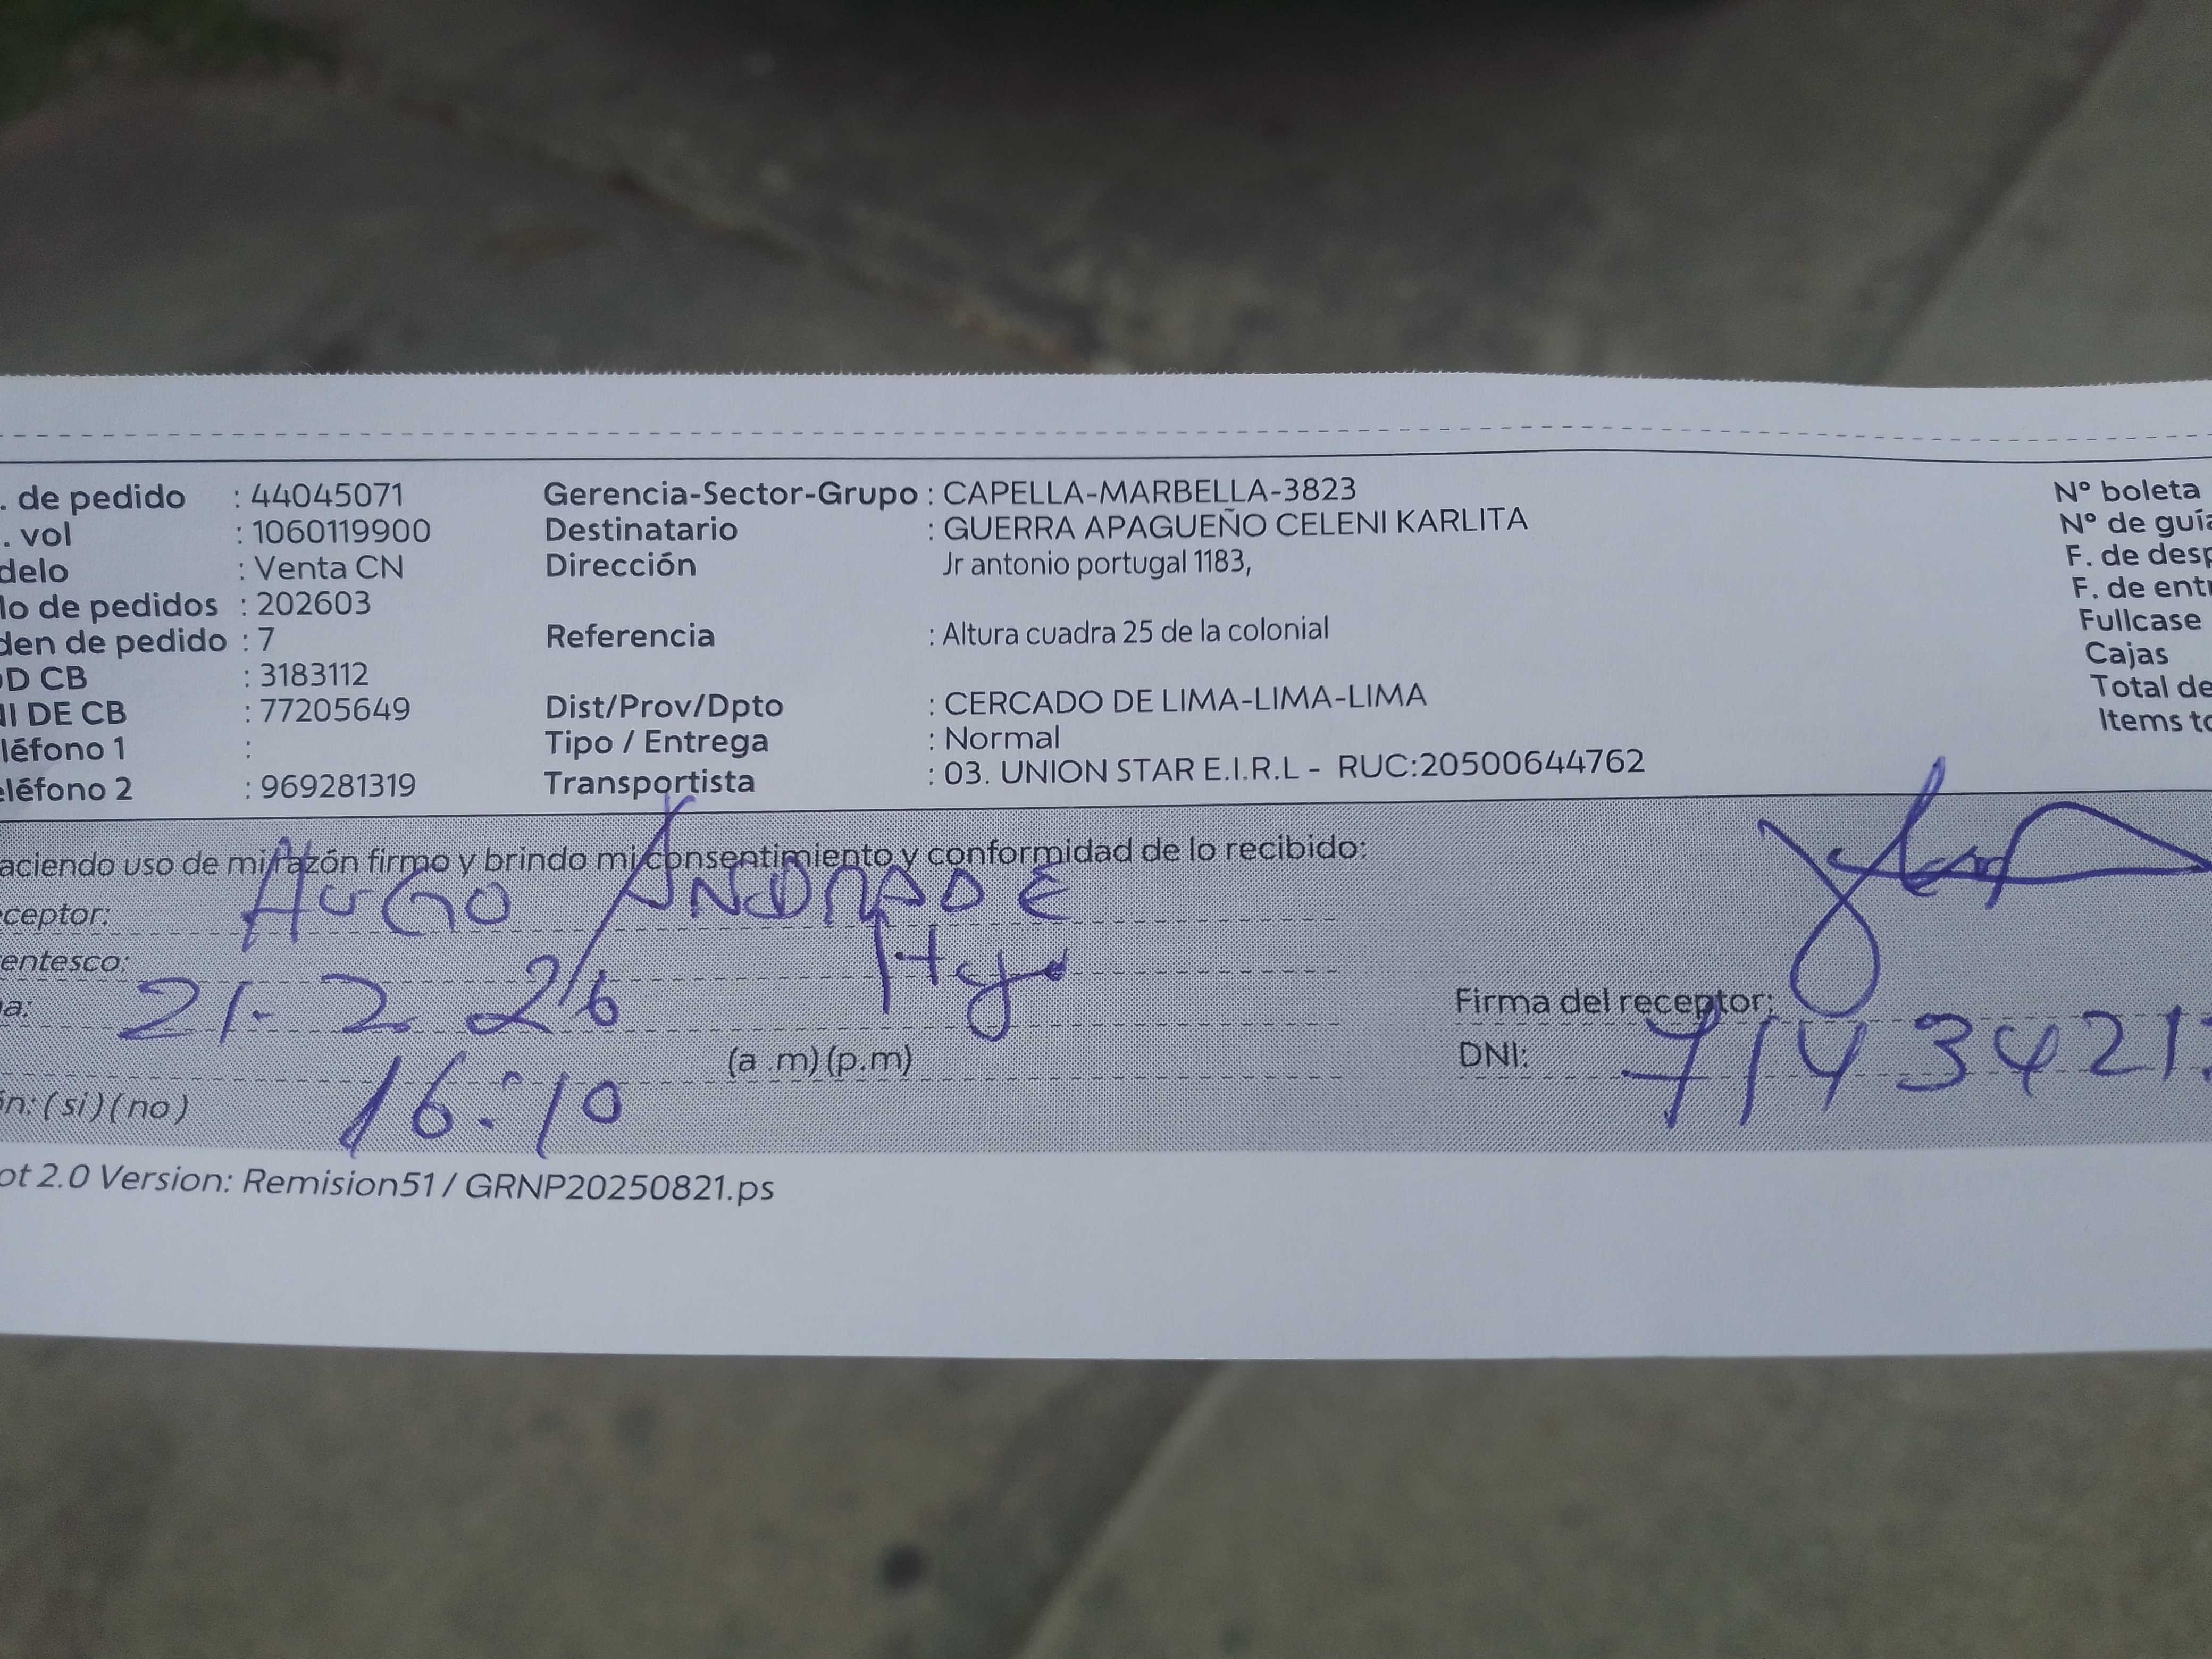 . de pedido : 44045071
. vol : 1060119900
delo : Venta CN
lo de pedidos : 202603
den de pedido : 7
D CB : 3183112
NI DE CB : 77205649
léfono 1 :
eléfono 2 : 969281319
Gerencia-Sector-Grupo : CAPELLA-MARBELLA-3823
Destinatario : GUERRA APAGUEÑO CELENI KARLITA
Dirección Jr antonio portugal 1183,
Referencia : Altura cuadra 25 de la colonial
Dist/Prov/Dpto : CERCADO DE LIMA-LIMA-LIMA
Tipo / Entrega : Normal
Transportista : 03. UNION STAR E.I.R.L - RUC:20500644762
N° boleta
N° de guía
F. de desp
F. de entr
Fullcase
Cajas
Total de
Items to
aciendo uso de mi razón firmo y brindo mi consentimiento y conformidad de lo recibido:
ceptor: HUGO ANDRADE
entesco:
a: 21-2 26
(a .m) (p.m)
16:10
n: (si) (no)
Firma del receptor:
DNI: 7143421
ot 2.0 Version: Remision51 / GRNP20250821.ps